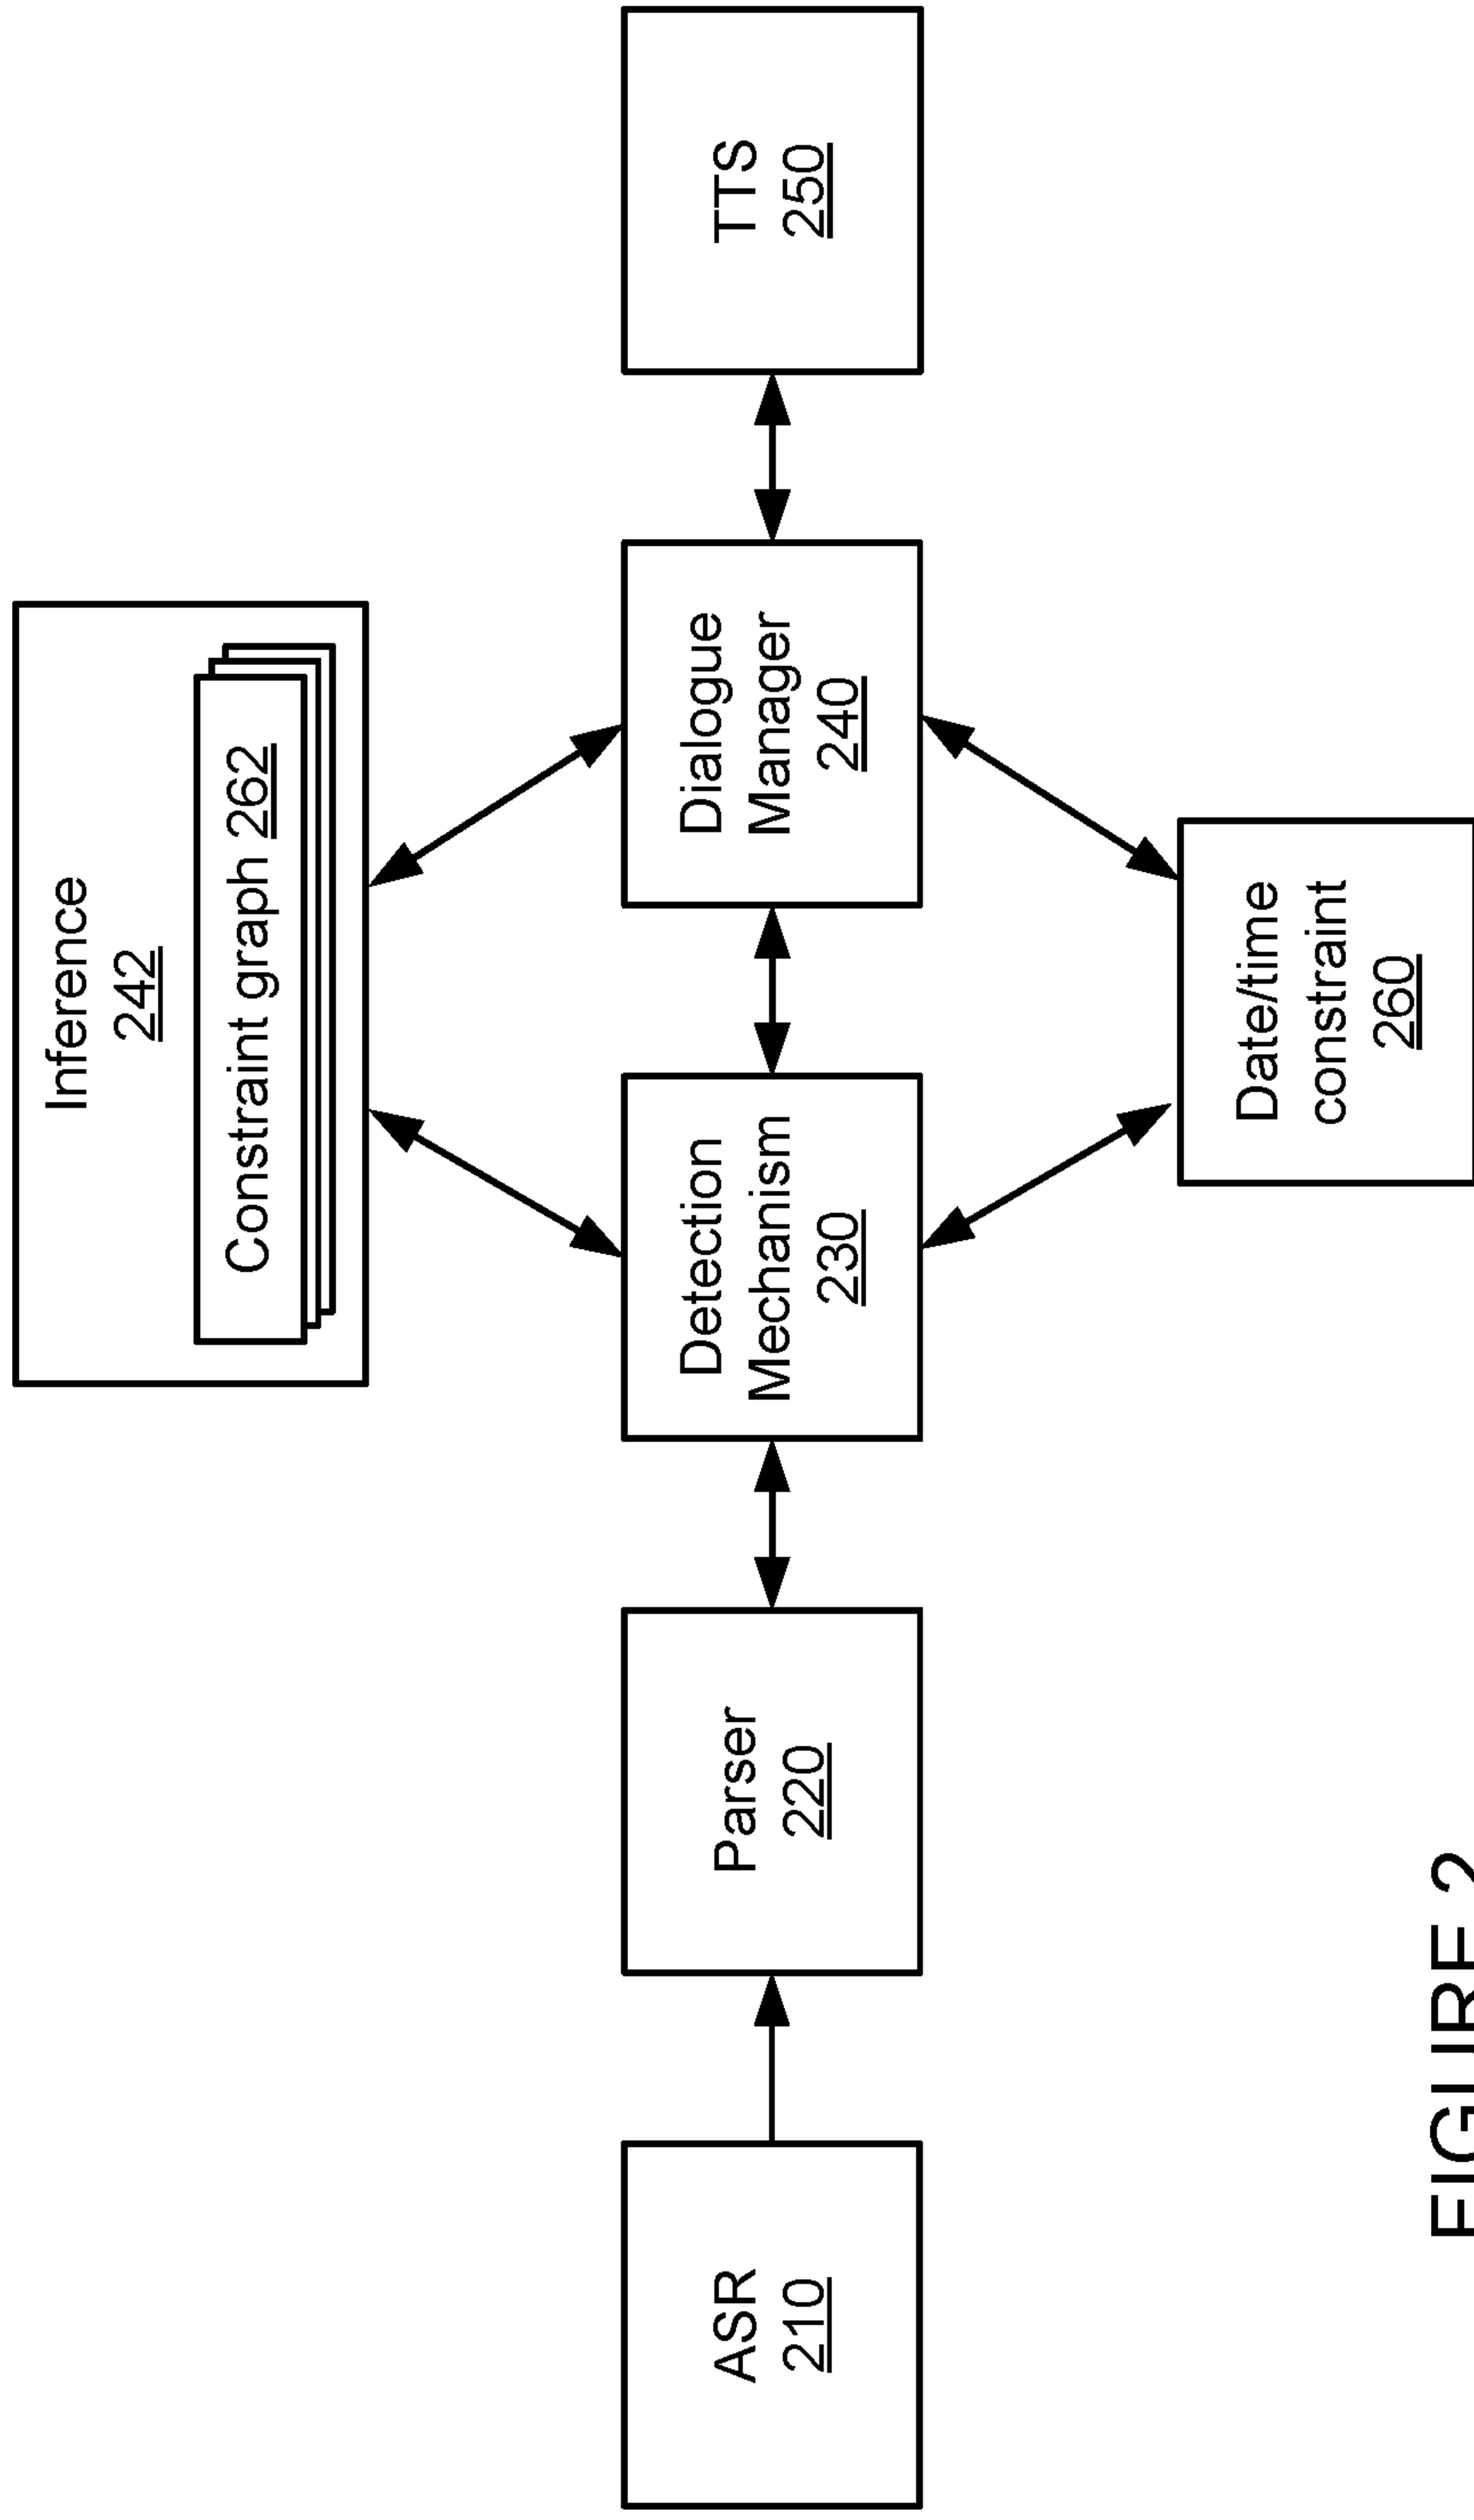 Inference
242
Constraint graph 262
ASR
210
Parser
220
Detection
Mechanism
230
Dialogue
Manager
240
TTS
250
Date/time
constraint
260
FIGURE 2